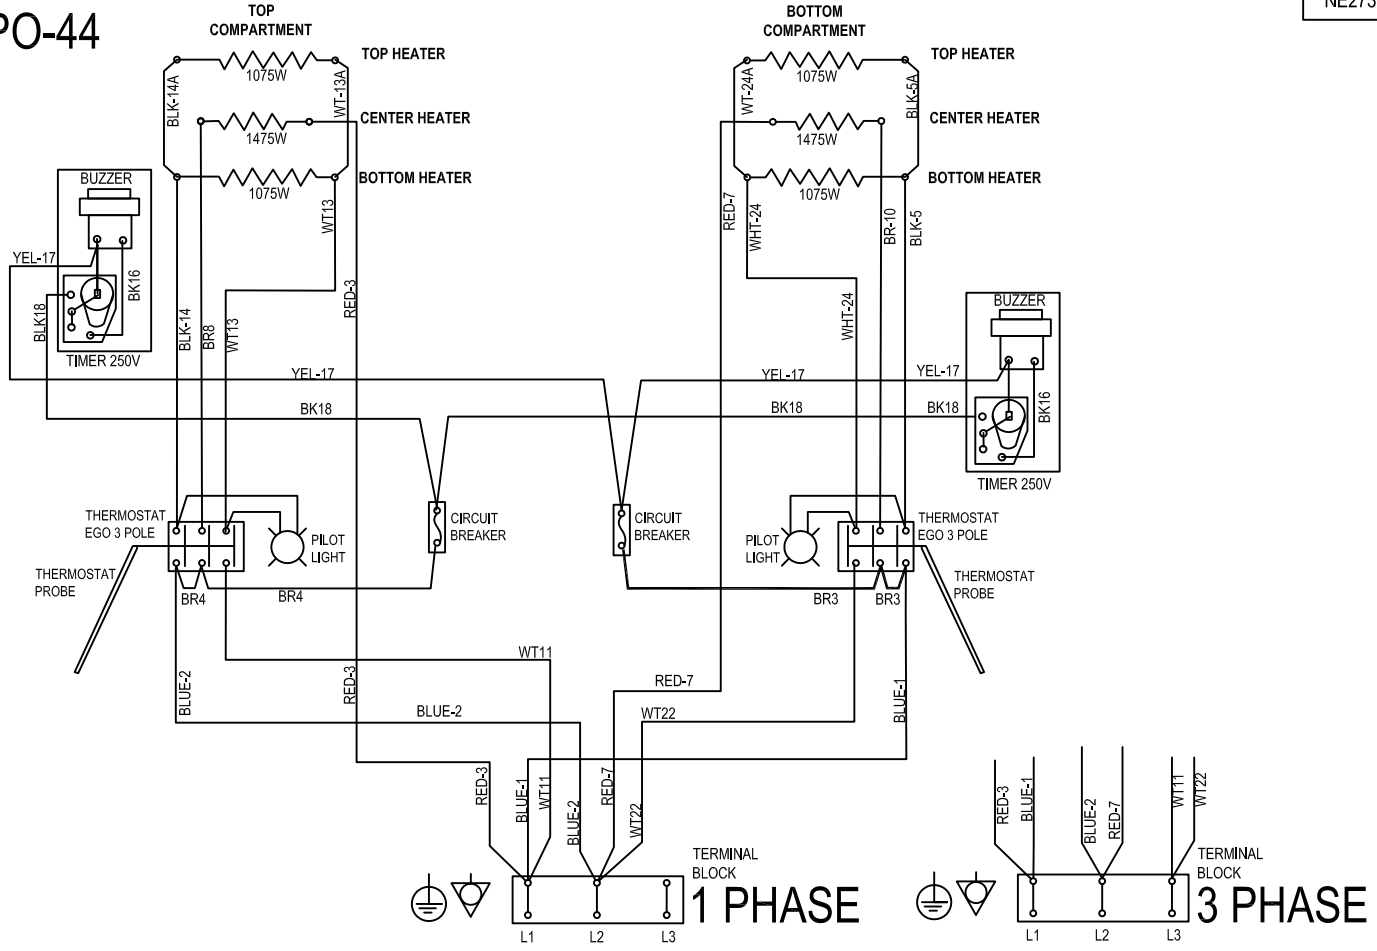 PO-44
NE273
TOP
COMPARTMENT
BOTTOM
COMPARTMENT
TOP HEATER
1075W
BLK-14A
WT-13A
CENTER HEATER
1475W
BOTTOM HEATER
1075W
TOP HEATER
1075W
WT-24A
BLK-5A
CENTER HEATER
1475W
BOTTOM HEATER
1075W
BUZZER
YEL-17
BK16
BLK18
TIMER 250V
WT13
RED-3
BLK-14
BR8
WT13
RED-7
WHT-24
BR-10
BLK-5
WHT-24
BUZZER
BK16
TIMER 250V
YEL-17
YEL-17
YEL-17
BK18
BK18
BK18
THERMOSTAT
EGO 3 POLE
THERMOSTAT
PROBE
PILOT
LIGHT
CIRCUIT
BREAKER
CIRCUIT
BREAKER
PILOT
LIGHT
THERMOSTAT
EGO 3 POLE
THERMOSTAT
PROBE
BR4
BR4
BR3
BR3
WT11
BLUE-2
RED-3
RED-7
BLUE-1
BLUE-2
WT22
RED-3
BLUE-1
WT11
BLUE-2
RED-7
WT22
RED-3
BLUE-1
BLUE-2
RED-7
WT11
WT22
TERMINAL
BLOCK
1 PHASE
L1
L2
L3
TERMINAL
BLOCK
3 PHASE
L1
L2
L3